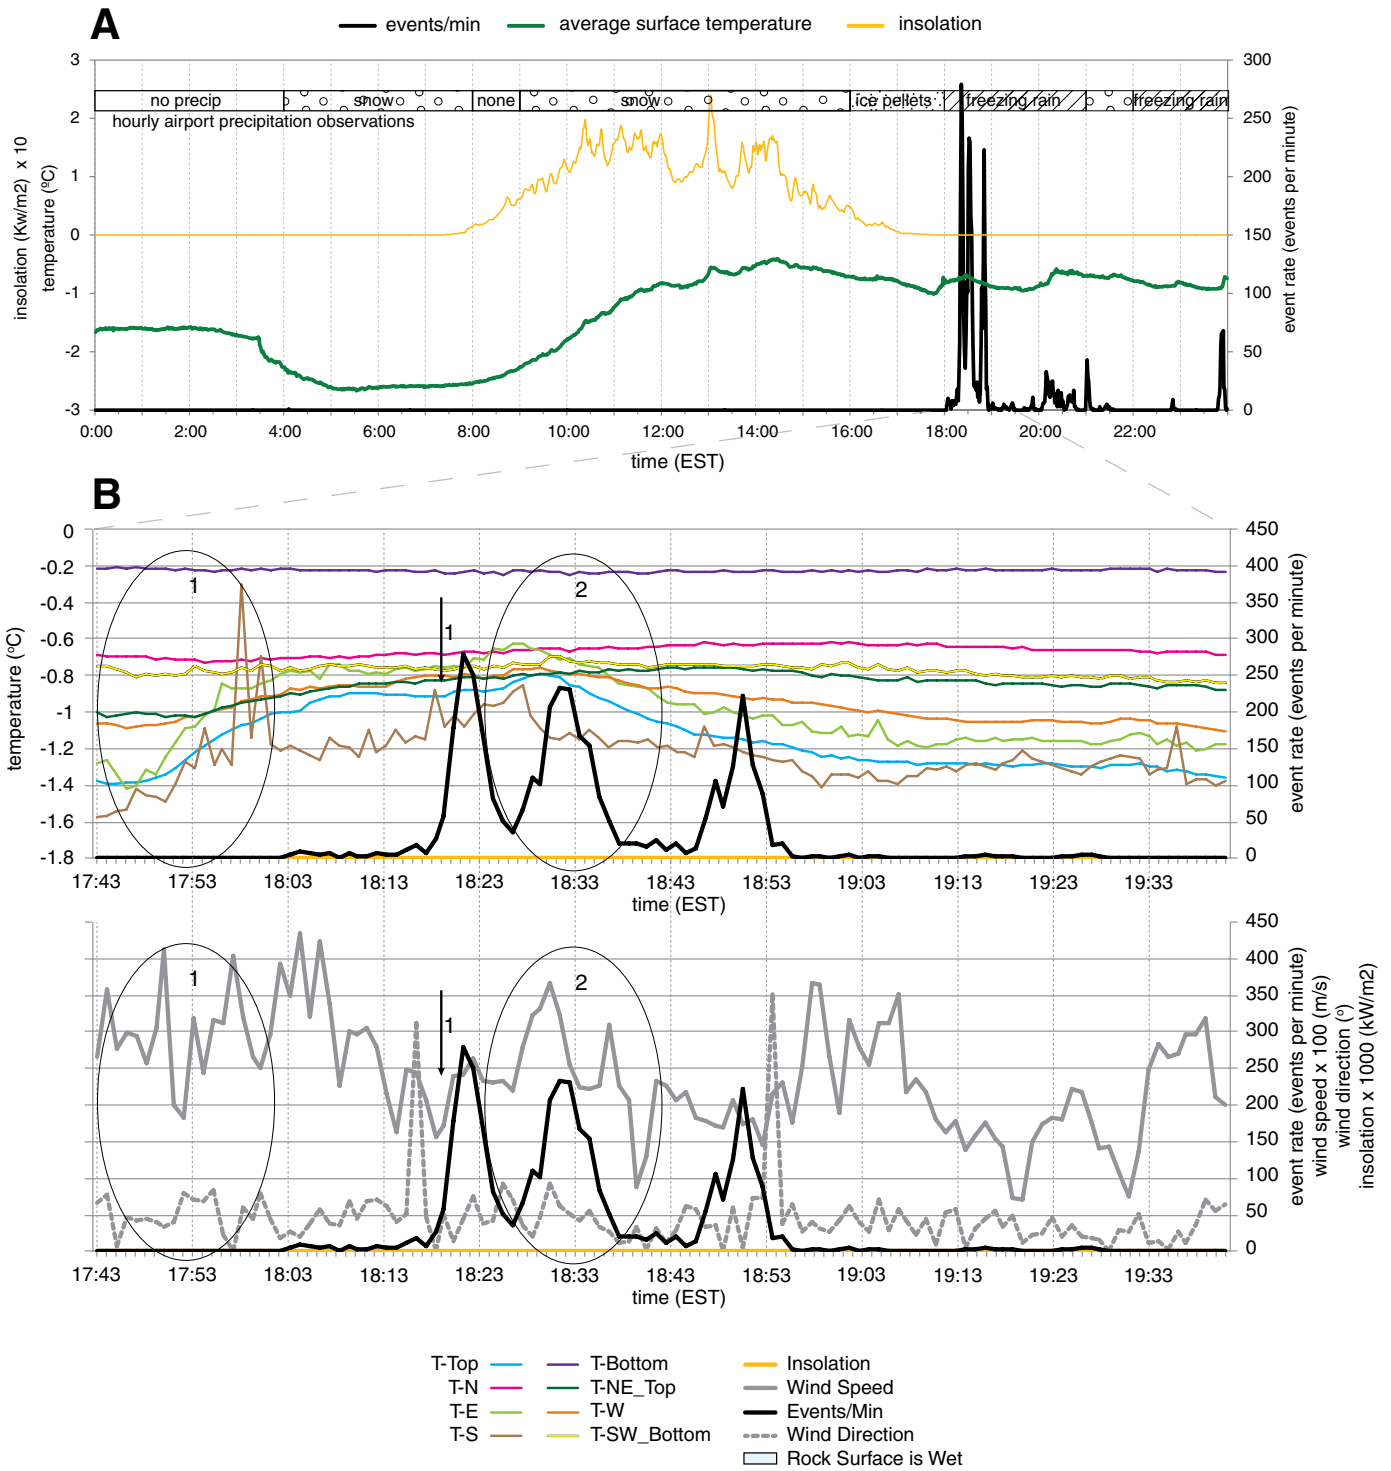 A
events/min average surface temperature insolation
3 300
no precip snow none snow ice pellets freezing rain freezing rain
hourly airport precipitation observations
2 250
1 200
0 150
-1 100
-2 50
-3 0
insolation (Kw/m2) x 10
temperature (ºC)
event rate (events per minute)
0:00 2:00 4:00 6:00 8:00 10:00 12:00 14:00 16:00 18:00 20:00 22:00
time (EST)
B
0 450
-0.2 400
1 2
-0.4 350
1
-0.6 300
-0.8 250
-1 200
-1.2 150
-1.4 100
-1.6 50
-1.8 0
temperature (ºC)
event rate (events per minute)
17:43 17:53 18:03 18:13 18:23 18:33 18:43 18:53 19:03 19:13 19:23 19:33
time (EST)
450
400
1 2
350
1
300
250
200
150
100
50
0
event rate (events per minute)
wind speed x 100 (m/s)
wind direction (º)
insolation x 1000 (kW/m2)
17:43 17:53 18:03 18:13 18:23 18:33 18:43 18:53 19:03 19:13 19:23 19:33
time (EST)
T-Top T-Bottom Insolation
T-N T-NE_Top Wind Speed
T-E T-W Events/Min
T-S T-SW_Bottom Wind Direction
Rock Surface is Wet